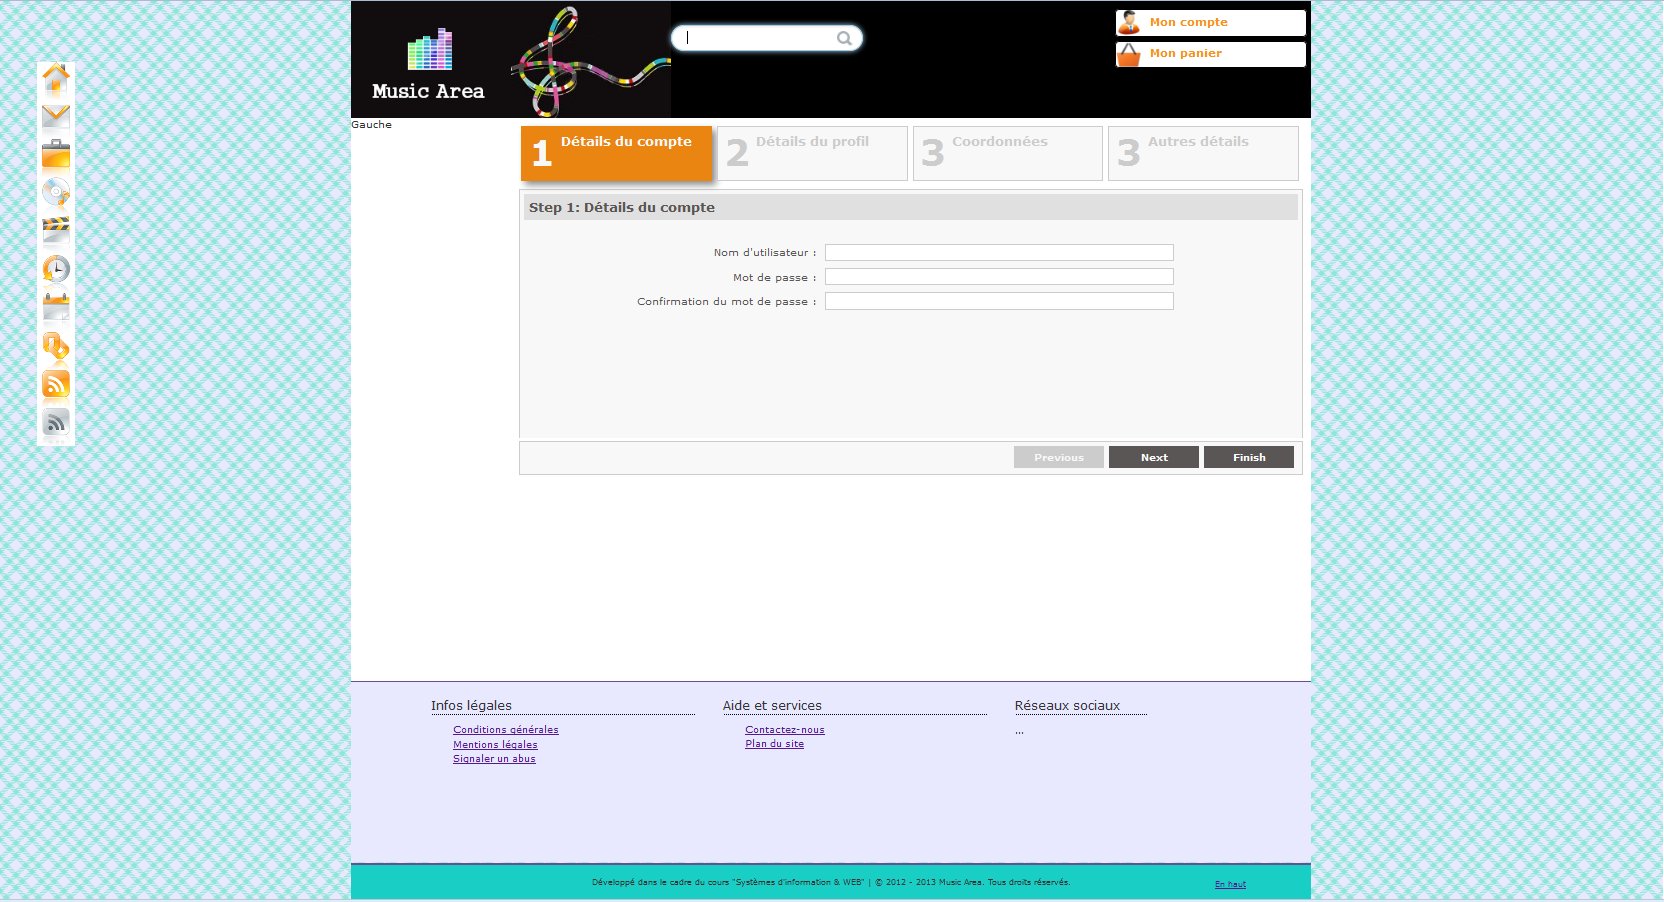 Music Area
Mon compte
Mon panier
Gauche
1 Détails du compte
2 Détails du profil
3 Coordonnées
3 Autres détails
Step 1: Détails du compte
Nom d'utilisateur :
Mot de passe :
Confirmation du mot de passe :
Previous Next Finish
Infos légales
Conditions générales
Mentions légales
Signaler un abus
Aide et services
Contactez-nous
Plan du site
Réseaux sociaux
...
Développé dans le cadre du cours "Systèmes d'information & WEB" | © 2012 - 2013 Music Area. Tous droits réservés.
En haut